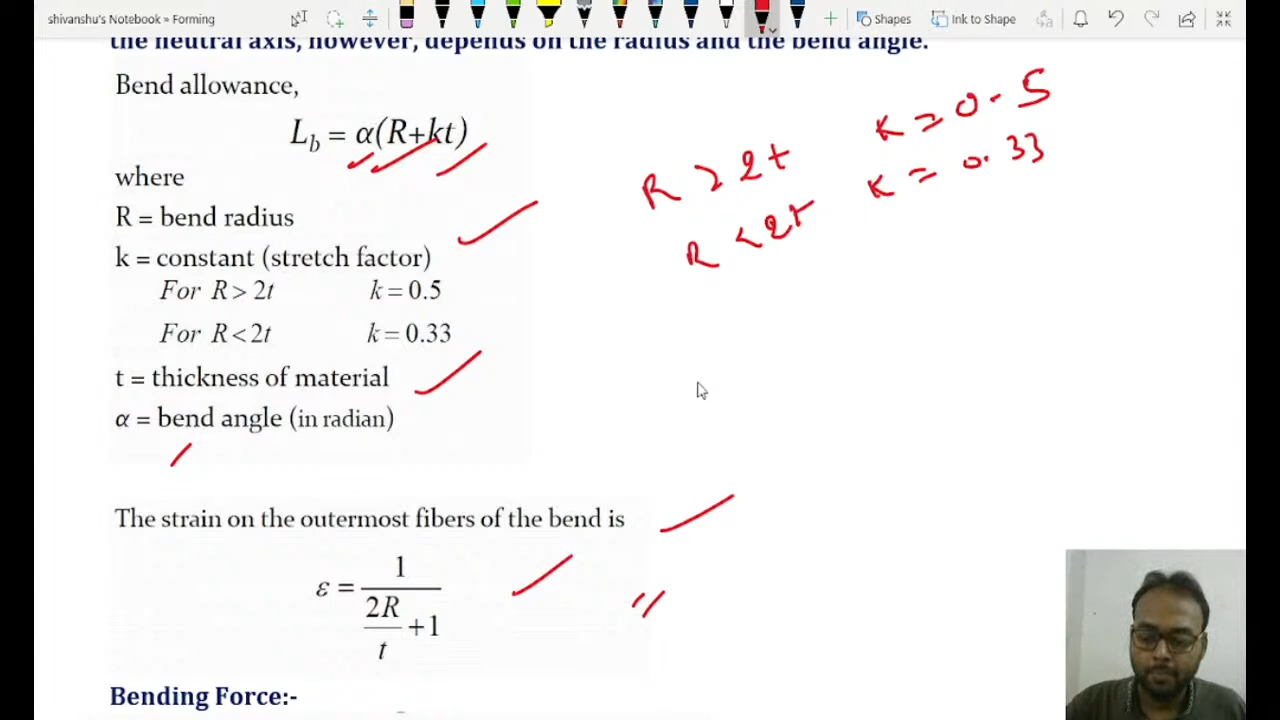 shivanshu's Notebook » Forming
Shapes
Ink to Shape
the neutral axis, however, depends on the radius and the bend angle.
Bend allowance,
L_b = α(R+kt)
where
R = bend radius
k = constant (stretch factor)
For R > 2t k = 0.5
For R < 2t k = 0.33
t = thickness of material
α = bend angle (in radian)
R > 2t K = 0.5
R < 2t K = 0.33
The strain on the outermost fibers of the bend is
ε = 1 / (2R/t + 1)
Bending Force:-